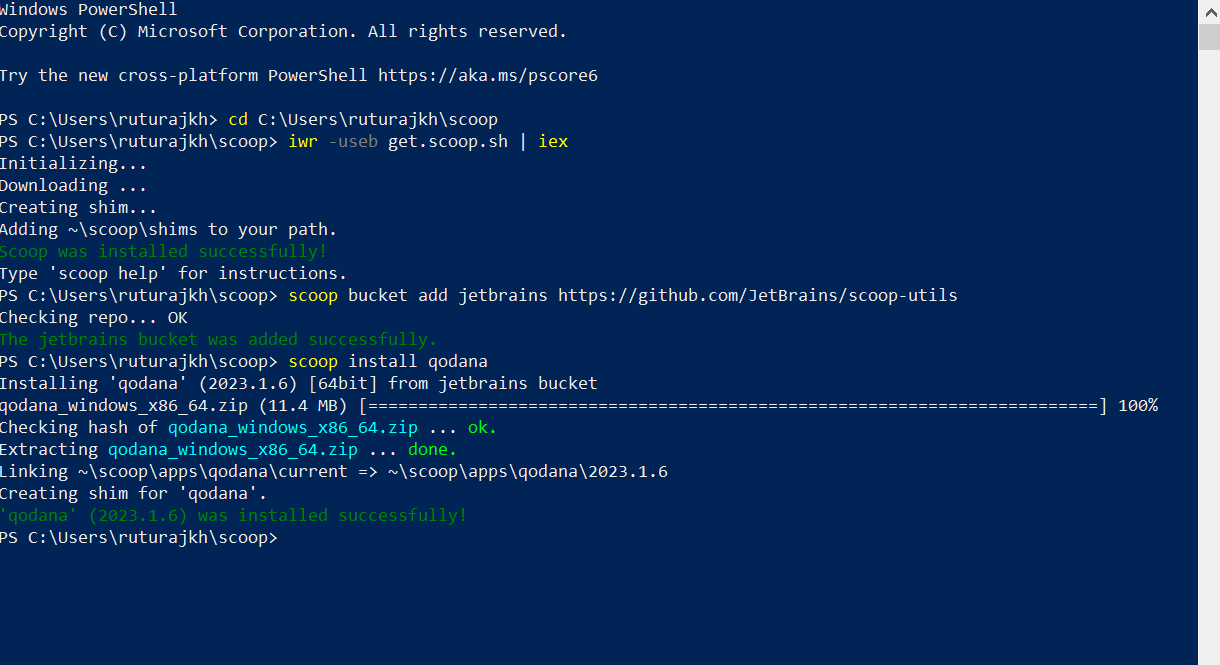 Windows PowerShell
Copyright (C) Microsoft Corporation. All rights reserved.
Try the new cross-platform PowerShell https://aka.ms/pscore6
PS C:\Users\ruturajkh> cd C:\Users\ruturajkh\scoop
PS C:\Users\ruturajkh\scoop> iwr -useb get.scoop.sh | iex
Initializing...
Downloading ...
Creating shim...
Adding ~\scoop\shims to your path.
Scoop was installed successfully!
Type 'scoop help' for instructions.
PS C:\Users\ruturajkh\scoop> scoop bucket add jetbrains https://github.com/JetBrains/scoop-utils
Checking repo... OK
The jetbrains bucket was added successfully.
PS C:\Users\ruturajkh\scoop> scoop install qodana
Installing 'qodana' (2023.1.6) [64bit] from jetbrains bucket
qodana_windows_x86_64.zip (11.4 MB) [=========================================================================] 100%
Checking hash of qodana_windows_x86_64.zip ... ok.
Extracting qodana_windows_x86_64.zip ... done.
Linking ~\scoop\apps\qodana\current => ~\scoop\apps\qodana\2023.1.6
Creating shim for 'qodana'.
'qodana' (2023.1.6) was installed successfully!
PS C:\Users\ruturajkh\scoop>